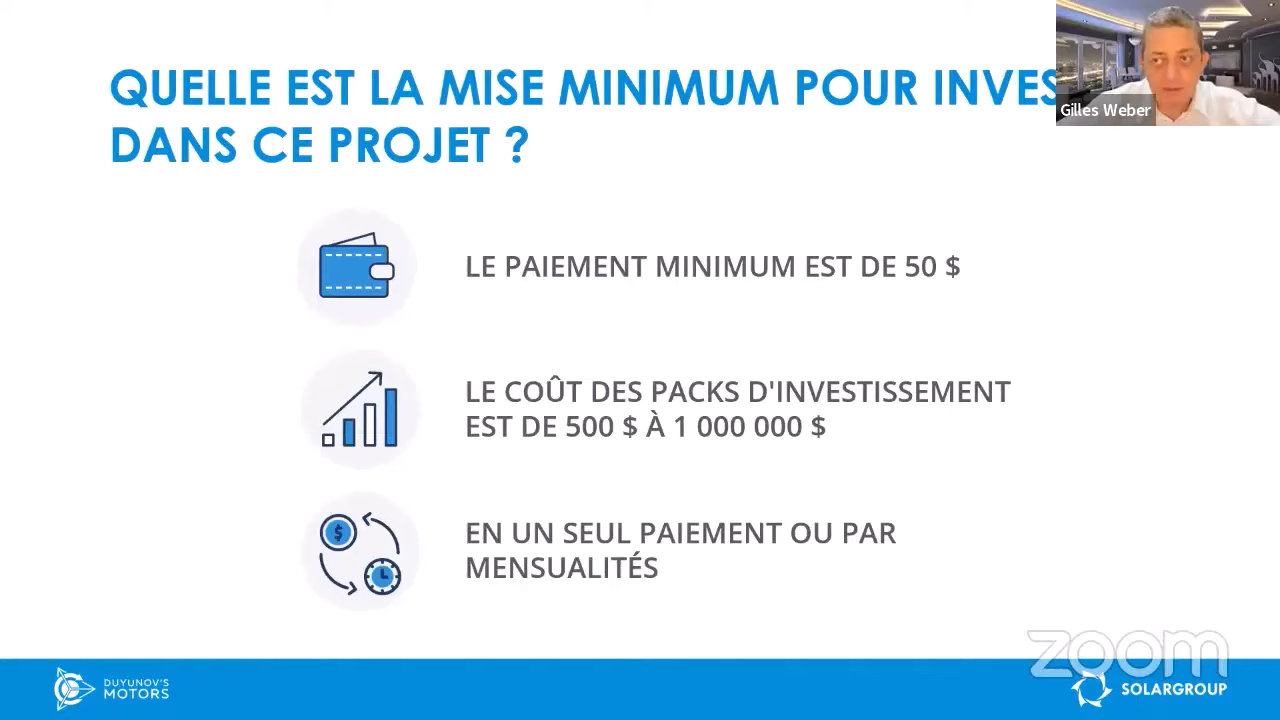 QUELLE EST LA MISE MINIMUM POUR INVES
DANS CE PROJET ?
Gilles Weber
LE PAIEMENT MINIMUM EST DE 50 $
LE COÛT DES PACKS D'INVESTISSEMENT
EST DE 500 $ À 1 000 000 $
EN UN SEUL PAIEMENT OU PAR
MENSUALITÉS
zoom
DUYUNOV'S
MOTORS
SOLARGROUP